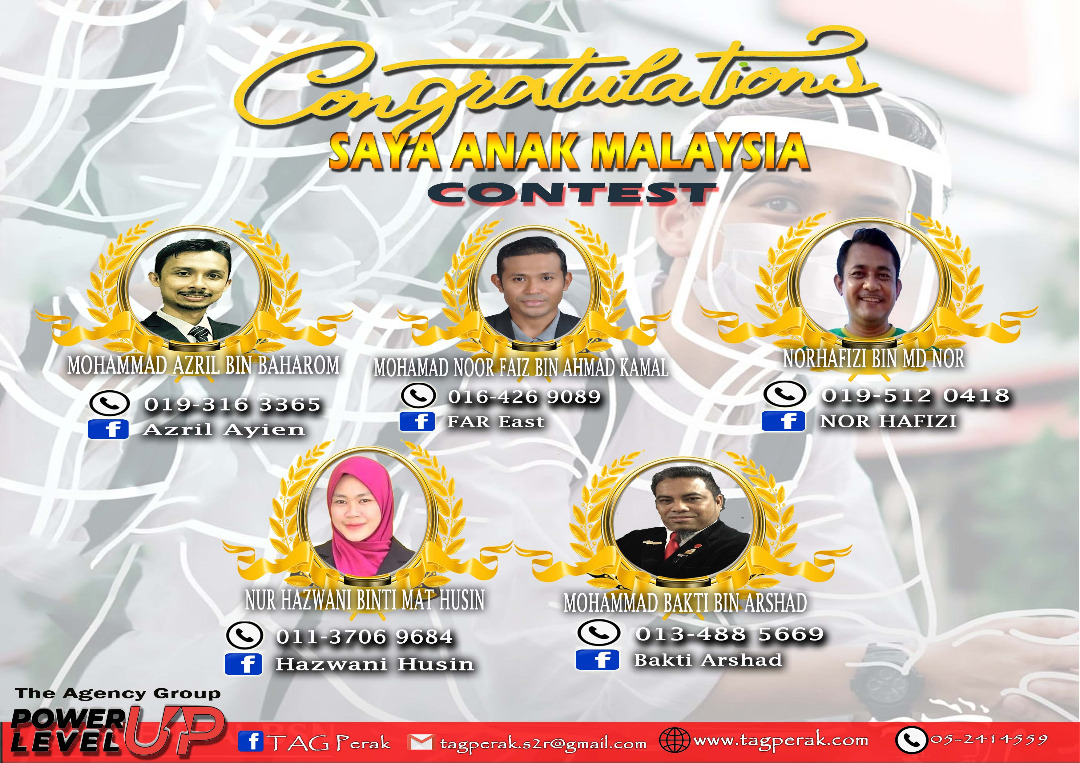 Congratulations
SAYA ANAK MALAYSIA
CONTEST
MOHAMMAD AZRIL BIN BAHAROM
019-316 3365
f Azril Ayien
MOHAMAD NOOR FAIZ BIN AHMAD KAMAL
016-426 9089
f FAR East
NORHAFIZI BIN MD NOR
019-512 0418
f NOR HAFIZI
NUR HAZWANI BINTI MAT HUSIN
011-3706 9684
f Hazwani Husin
MOHAMMAD BAKTI BIN ARSHAD
013-488 5669
f Bakti Arshad
The Agency Group
POWER UP
LEVEL
f TAG Perak tagperak.s2r@gmail.com www.tagperak.com 05-2414559